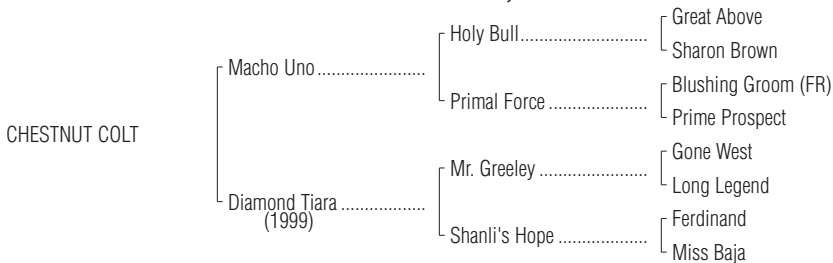 Great Above
Holy Bull..............................
Sharon Brown
Macho Uno.........................
Blushing Groom (FR)
Primal Force .......................
Prime Prospect
CHESTNUT COLT
Gone West
Mr. Greeley .........................
Long Legend
Diamond Tiara ...................
(1999)
Ferdinand
Shanli's Hope .....................
Miss Baja